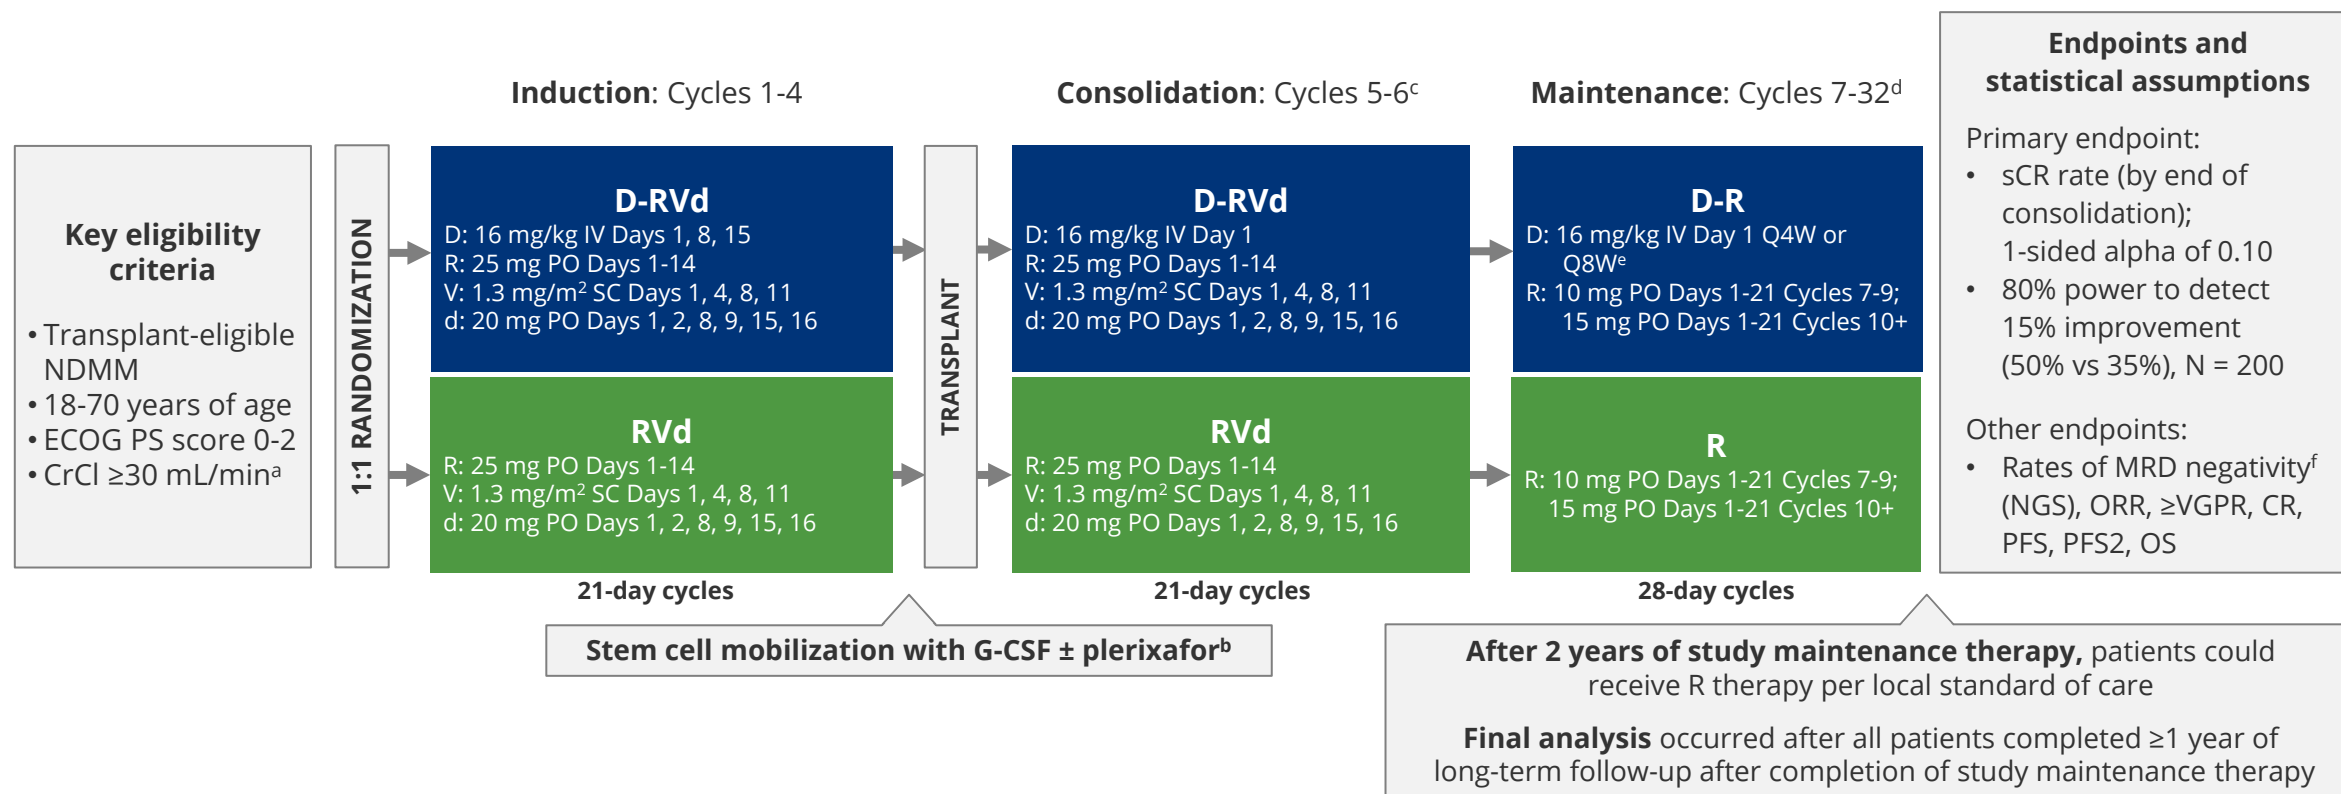 Induction: Cycles 1-4
Consolidation: Cycles 5-6ᶜ
Maintenance: Cycles 7-32ᵈ
Key eligibility
criteria
• Transplant-eligible
NDMM
• 18-70 years of age
• ECOG PS score 0-2
• CrCl ≥30 mL/minᵃ
1:1 RANDOMIZATION
D-RVd
D: 16 mg/kg IV Days 1, 8, 15
R: 25 mg PO Days 1-14
V: 1.3 mg/m² SC Days 1, 4, 8, 11
d: 20 mg PO Days 1, 2, 8, 9, 15, 16
RVd
R: 25 mg PO Days 1-14
V: 1.3 mg/m² SC Days 1, 4, 8, 11
d: 20 mg PO Days 1, 2, 8, 9, 15, 16
21-day cycles
TRANSPLANT
D-RVd
D: 16 mg/kg IV Day 1
R: 25 mg PO Days 1-14
V: 1.3 mg/m² SC Days 1, 4, 8, 11
d: 20 mg PO Days 1, 2, 8, 9, 15, 16
RVd
R: 25 mg PO Days 1-14
V: 1.3 mg/m² SC Days 1, 4, 8, 11
d: 20 mg PO Days 1, 2, 8, 9, 15, 16
21-day cycles
D-R
D: 16 mg/kg IV Day 1 Q4W or
Q8Wᵉ
R: 10 mg PO Days 1-21 Cycles 7-9;
15 mg PO Days 1-21 Cycles 10+
R
R: 10 mg PO Days 1-21 Cycles 7-9;
15 mg PO Days 1-21 Cycles 10+
28-day cycles
Endpoints and
statistical assumptions
Primary endpoint:
• sCR rate (by end of
consolidation);
1-sided alpha of 0.10
• 80% power to detect
15% improvement
(50% vs 35%), N = 200
Other endpoints:
• Rates of MRD negativityᶠ
(NGS), ORR, ≥VGPR, CR,
PFS, PFS2, OS
Stem cell mobilization with G-CSF ± plerixaforᵇ
After 2 years of study maintenance therapy, patients could
receive R therapy per local standard of care
Final analysis occurred after all patients completed ≥1 year of
long-term follow-up after completion of study maintenance therapy